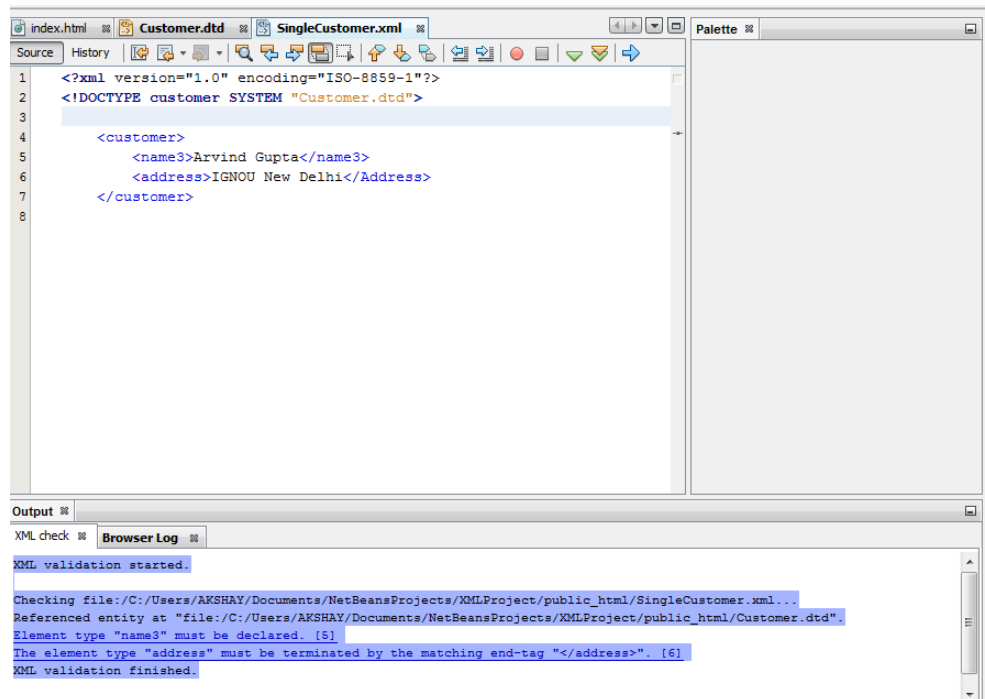 index.html Customer.dtd SingleCustomer.xml
Palette
Source History
1 <?xml version="1.0" encoding="ISO-8859-1"?>
2 <!DOCTYPE customer SYSTEM "Customer.dtd">
3
4 <customer>
5 <name3>Arvind Gupta</name3>
6 <address>IGNOU New Delhi</Address>
7 </customer>
8
Output
XML check Browser Log
XML validation started.
Checking file:/C:/Users/AKSHAY/Documents/NetBeansProjects/XMLProject/public_html/SingleCustomer.xml...
Referenced entity at "file:/C:/Users/AKSHAY/Documents/NetBeansProjects/XMLProject/public_html/Customer.dtd".
Element type "name3" must be declared. [5]
The element type "address" must be terminated by the matching end-tag "</address>". [6]
XML validation finished.